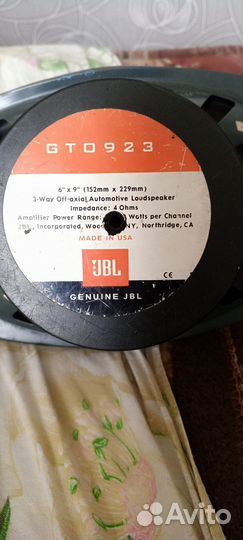 GTO923
6" x 9" (152mm x 229mm)
3-Way Off-axial Automotive Loudspeaker
Impedance: 4 Ohms
Amplifier Power Range: Watts per Channel
JBL, Incorporated, NY, Northridge, CA
MADE IN USA
JBL
CE
GENUINE JBL
Avito